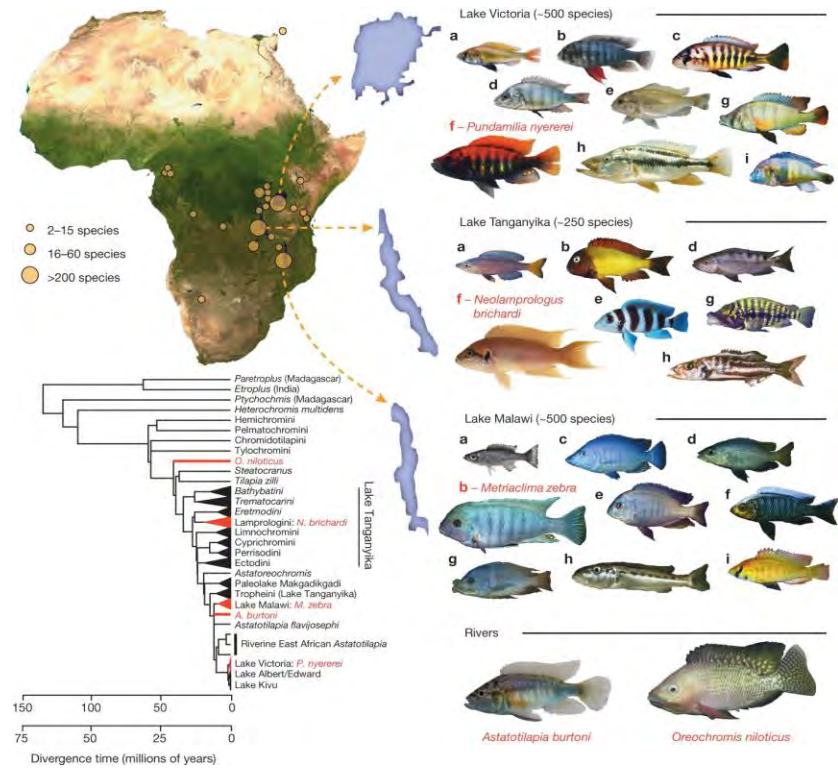 Lake Victoria (~500 species)
a
b
c
d
e
g
f – Pundamilia nyererei
h
i
2–15 species
16–60 species
>200 species
Lake Tanganyika (~250 species)
a
b
d
f – Neolamprologus
brichardi
e
g
h
Lake Malawi (~500 species)
a
c
d
b – Metriaclima zebra
e
f
g
h
i
Rivers
Astatotilapia burtoni
Oreochromis niloticus
Paretroplus (Madagascar)
Etroplus (India)
Ptychochmis (Madagascar)
Heterochromis multidens
Hemichromini
Pelmatochromini
Chromidotilapini
Tylochromini
O. niloticus
Steatocranus
Tilapia zilli
Bathybatini
Trematocarini
Eretmodini
Lamprologini: N. brichardi
Limnochromini
Cyprichromini
Perrisodini
Ectodini
Lake Tanganyika
Astatoreochromis
Paleolake Makgadikgadi
Tropheini (Lake Tanganyika)
Lake Malawi: M. zebra
A. burtoni
Astatotilapia flavijosephi
Riverine East African Astatotilapia
Lake Victoria: P. nyererei
Lake Albert/Edward
Lake Kivu
150 100 50 0
75 50 25 0
Divergence time (millions of years)